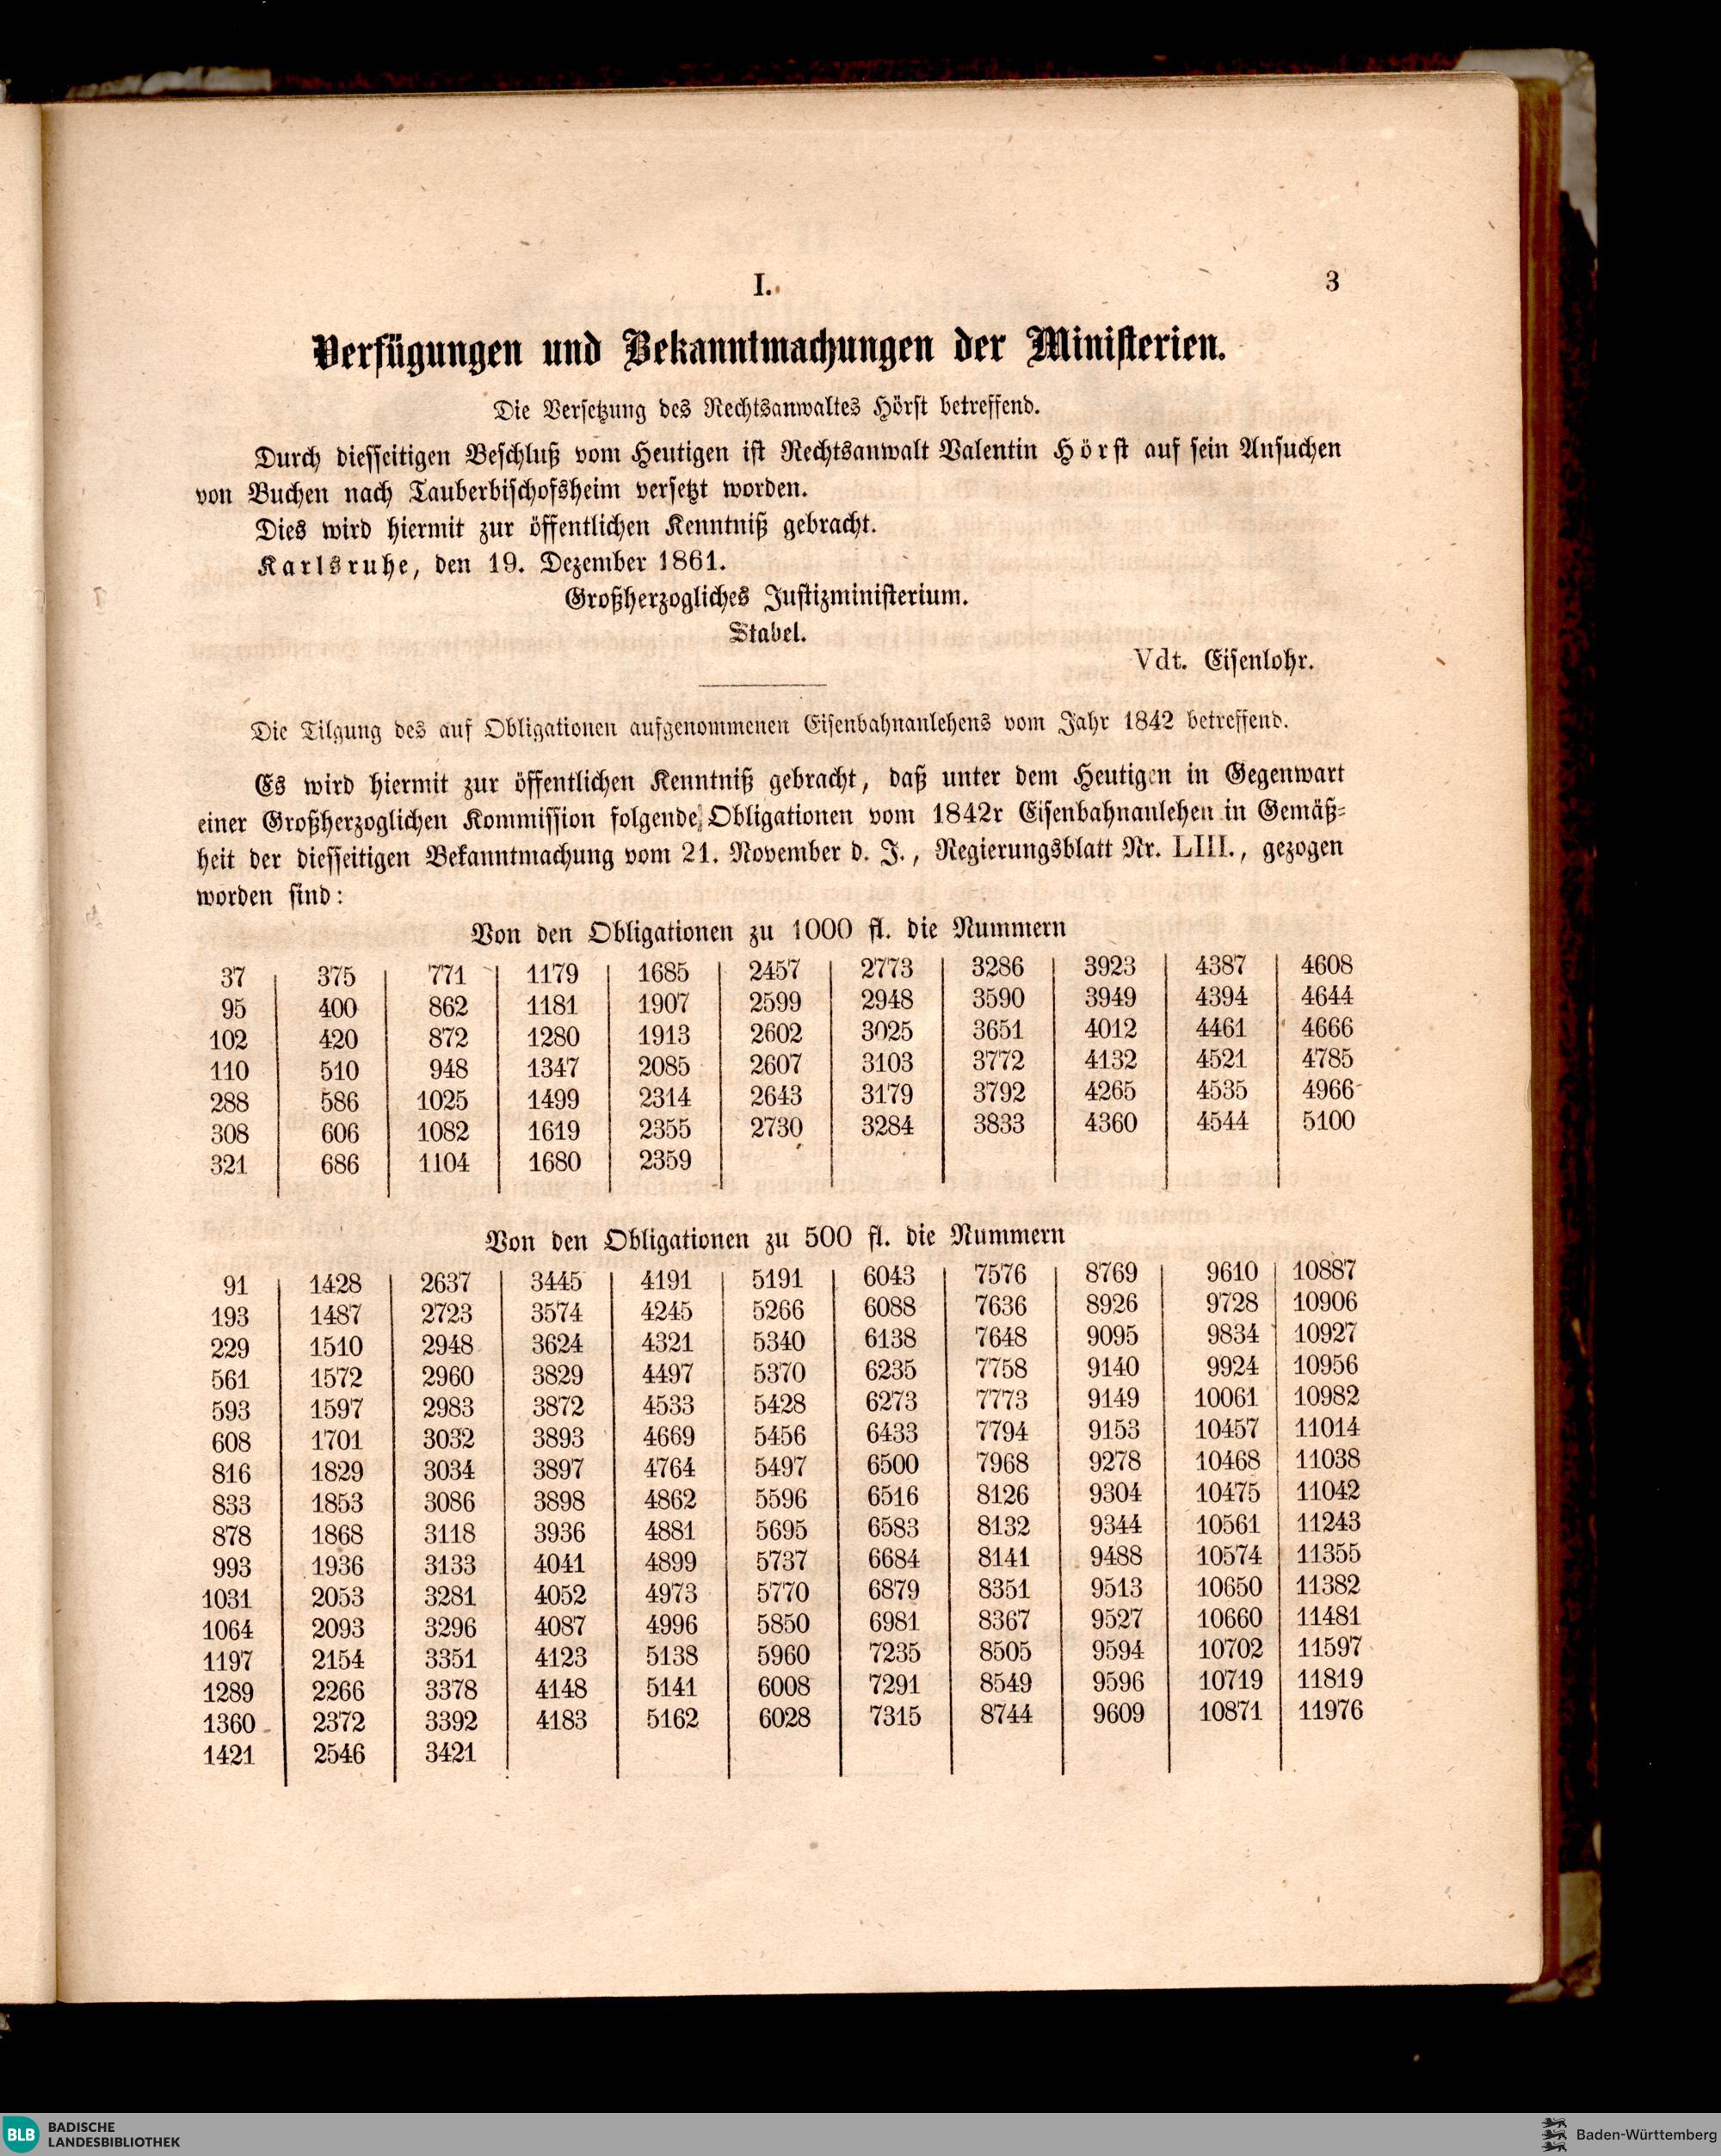 I.
3
Verfügungen und Bekanntmachungen der Ministerien.
Die Versetzung des Rechtsanwaltes Hörst betreffend.
Durch diesseitigen Beschluß vom Heutigen ist Rechtsanwalt Valentin Hörst auf sein Ansuchen
von Buchen nach Tauberbischofsheim versetzt worden.
Dies wird hiermit zur öffentlichen Kenntniß gebracht.
Karlsruhe, den 19. Dezember 1861.
Großherzogliches Justizministerium.
Stabel.
Vdt. Eisenlohr.
Die Tilgung des auf Obligationen aufgenommenen Eisenbahnanlehens vom Jahr 1842 betreffend.
Es wird hiermit zur öffentlichen Kenntniß gebracht, daß unter dem Heutigen in Gegenwart
einer Großherzoglichen Kommission folgende Obligationen vom 1842r Eisenbahnanlehen in Gemäß-
heit der diesseitigen Bekanntmachung vom 21. November d. J., Regierungsblatt Nr. LIII., gezogen
worden sind:
Von den Obligationen zu 1000 fl. die Nummern
37 375 771 1179 1685 2457 2773 3286 3923 4387 4608
95 400 862 1181 1907 2599 2948 3590 3949 4394 4644
102 420 872 1280 1913 2602 3025 3651 4012 4461 4666
110 510 948 1347 2085 2607 3103 3772 4132 4521 4785
288 586 1025 1499 2314 2643 3179 3792 4265 4535 4966
308 606 1082 1619 2355 2730 3284 3833 4360 4544 5100
321 686 1104 1680 2359
Von den Obligationen zu 500 fl. die Nummern
91 1428 2637 3445 4191 5191 6043 7576 8769 9610 10887
193 1487 2723 3574 4245 5266 6088 7636 8926 9728 10906
229 1510 2948 3624 4321 5340 6138 7648 9095 9834 10927
561 1572 2960 3829 4497 5370 6235 7758 9140 9924 10956
593 1597 2983 3872 4533 5428 6273 7773 9149 10061 10982
608 1701 3032 3893 4669 5456 6433 7794 9153 10457 11014
816 1829 3034 3897 4764 5497 6500 7968 9278 10468 11038
833 1853 3086 3898 4862 5596 6516 8126 9304 10475 11042
878 1868 3118 3936 4881 5695 6583 8132 9344 10561 11243
993 1936 3133 4041 4899 5737 6684 8141 9488 10574 11355
1031 2053 3281 4052 4973 5770 6879 8351 9513 10650 11382
1064 2093 3296 4087 4996 5850 6981 8367 9527 10660 11481
1197 2154 3351 4123 5138 5960 7235 8505 9594 10702 11597
1289 2266 3378 4148 5141 6008 7291 8549 9596 10719 11819
1360 2372 3392 4183 5162 6028 7315 8744 9609 10871 11976
1421 2546 3421
BLB BADISCHE
LANDESBIBLIOTHEK
Baden-Württemberg